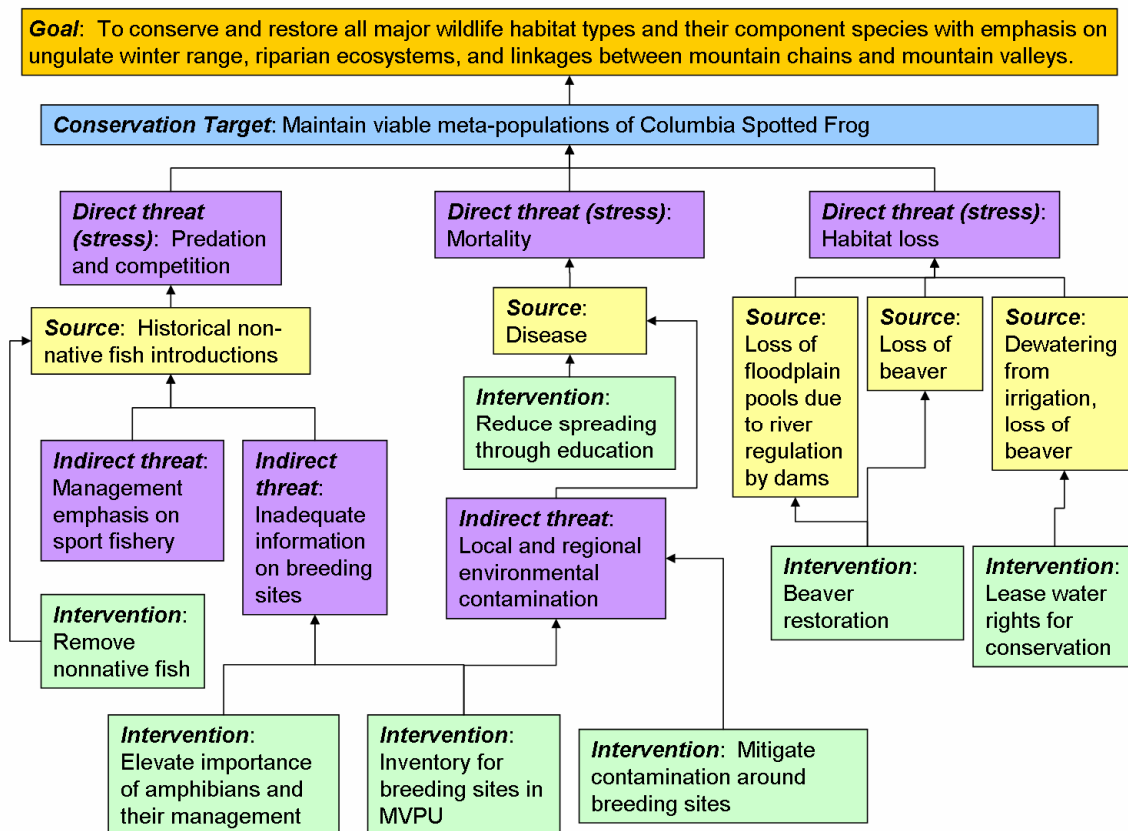 Goal: To conserve and restore all major wildlife habitat types and their component species with emphasis on
ungulate winter range, riparian ecosystems, and linkages between mountain chains and mountain valleys.
Conservation Target: Maintain viable meta-populations of Columbia Spotted Frog
Direct threat
(stress): Predation
and competition
Direct threat (stress):
Mortality
Direct threat (stress):
Habitat loss
Source: Historical non-
native fish introductions
Source:
Disease
Source:
Loss of
floodplain
pools due
to river
regulation
by dams
Source:
Loss of
beaver
Source:
Dewatering
from
irrigation,
loss of
beaver
Intervention:
Reduce spreading
through education
Indirect threat:
Management
emphasis on
sport fishery
Indirect
threat:
Inadequate
information
on breeding
sites
Indirect threat:
Local and regional
environmental
contamination
Intervention:
Beaver
restoration
Intervention:
Lease water
rights for
conservation
Intervention:
Remove
nonnative fish
Intervention:
Elevate importance
of amphibians and
their management
Intervention:
Inventory for
breeding sites in
MVPU
Intervention: Mitigate
contamination around
breeding sites